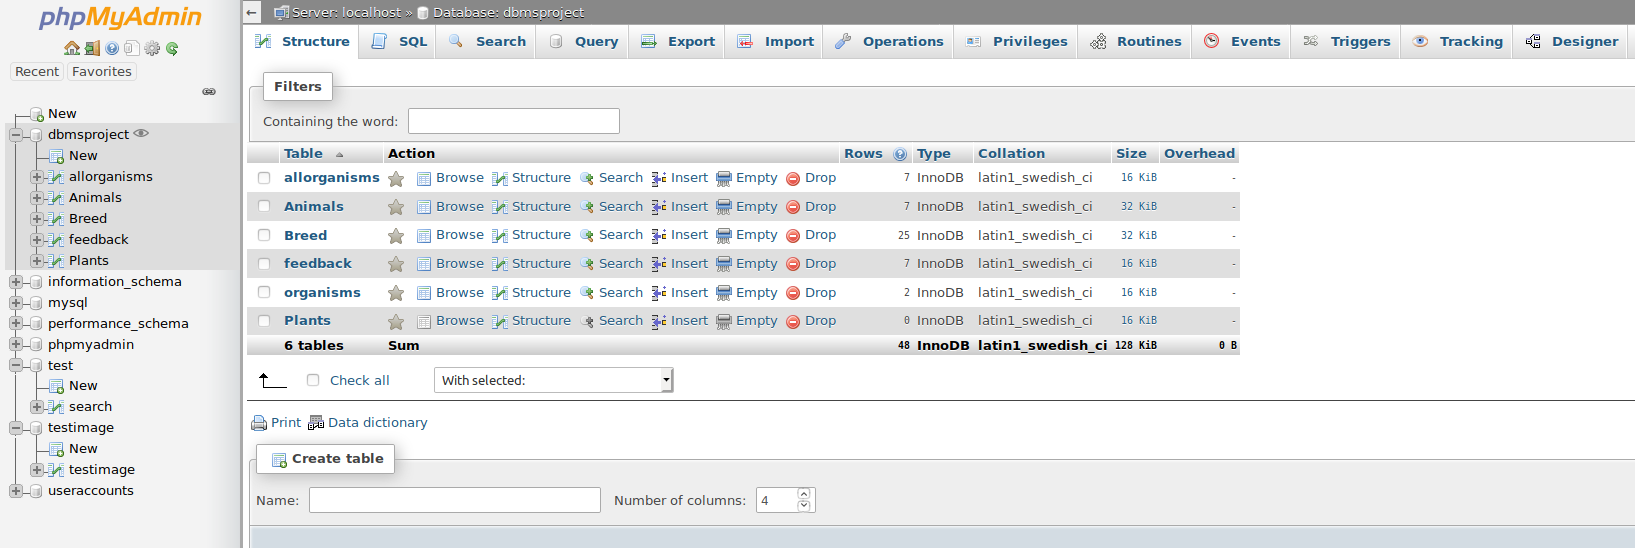 phpMyAdmin
Recent Favorites
New
dbmsproject
New
allorganisms
Animals
Breed
feedback
Plants
information_schema
mysql
performance_schema
phpmyadmin
test
New
search
testimage
New
testimage
useraccounts
← Server: localhost » Database: dbmsproject
Structure SQL Search Query Export Import Operations Privileges Routines Events Triggers Tracking Designer
Filters
Containing the word:
Table Action Rows Type Collation Size Overhead
allorganisms Browse Structure Search Insert Empty Drop 7 InnoDB latin1_swedish_ci 16 KiB -
Animals Browse Structure Search Insert Empty Drop 7 InnoDB latin1_swedish_ci 32 KiB -
Breed Browse Structure Search Insert Empty Drop 25 InnoDB latin1_swedish_ci 32 KiB -
feedback Browse Structure Search Insert Empty Drop 7 InnoDB latin1_swedish_ci 16 KiB -
organisms Browse Structure Search Insert Empty Drop 2 InnoDB latin1_swedish_ci 16 KiB -
Plants Browse Structure Search Insert Empty Drop 0 InnoDB latin1_swedish_ci 16 KiB -
6 tables Sum 48 InnoDB latin1_swedish_ci 128 KiB 0 B
Check all With selected:
Print Data dictionary
Create table
Name: Number of columns: 4